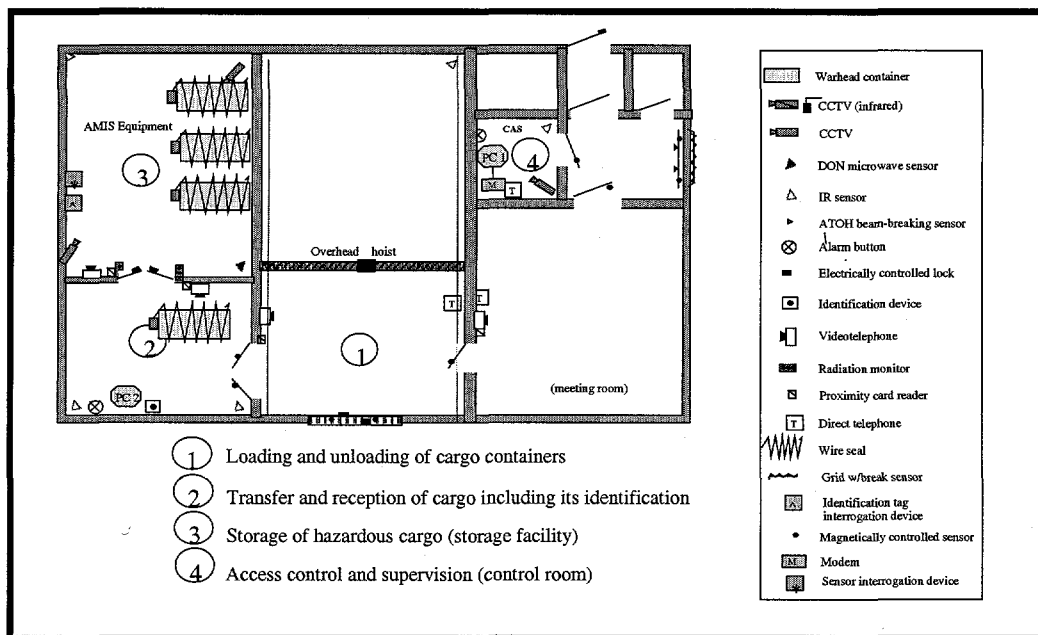 AMIS Equipment
3
CAS
PC 1
4
M
T
Overhead hoist
T
T
2
1
PC 2
(meeting room)
1 Loading and unloading of cargo containers
2 Transfer and reception of cargo including its identification
3 Storage of hazardous cargo (storage facility)
4 Access control and supervision (control room)
Warhead container
CCTV (infrared)
CCTV
DON microwave sensor
IR sensor
ATOH beam-breaking sensor
Alarm button
Electrically controlled lock
Identification device
Videotelephone
Radiation monitor
Proximity card reader
T Direct telephone
Wire seal
Grid w/break sensor
Identification tag
interrogation device
Magnetically controlled sensor
M Modem
Sensor interrogation device